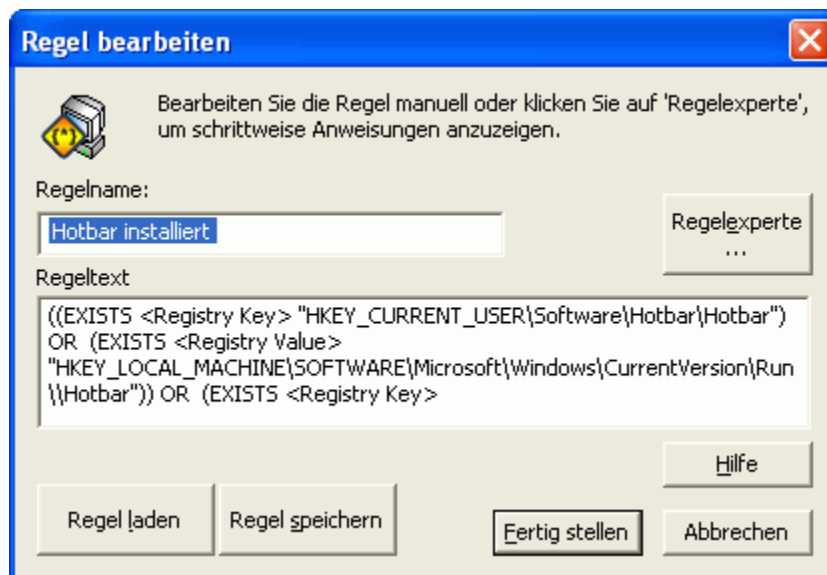 Regel bearbeiten
Bearbeiten Sie die Regel manuell oder klicken Sie auf 'Regelexperte',
um schrittweise Anweisungen anzuzeigen.
Regelname:
Hotbar installiert
Regelexperte
...
Regeltext
((EXISTS <Registry Key> "HKEY_CURRENT_USER\Software\Hotbar\Hotbar")
OR (EXISTS <Registry Value>
"HKEY_LOCAL_MACHINE\SOFTWARE\Microsoft\Windows\CurrentVersion\Run
\\Hotbar")) OR (EXISTS <Registry Key>
Hilfe
Regel laden
Regel speichern
Fertig stellen
Abbrechen